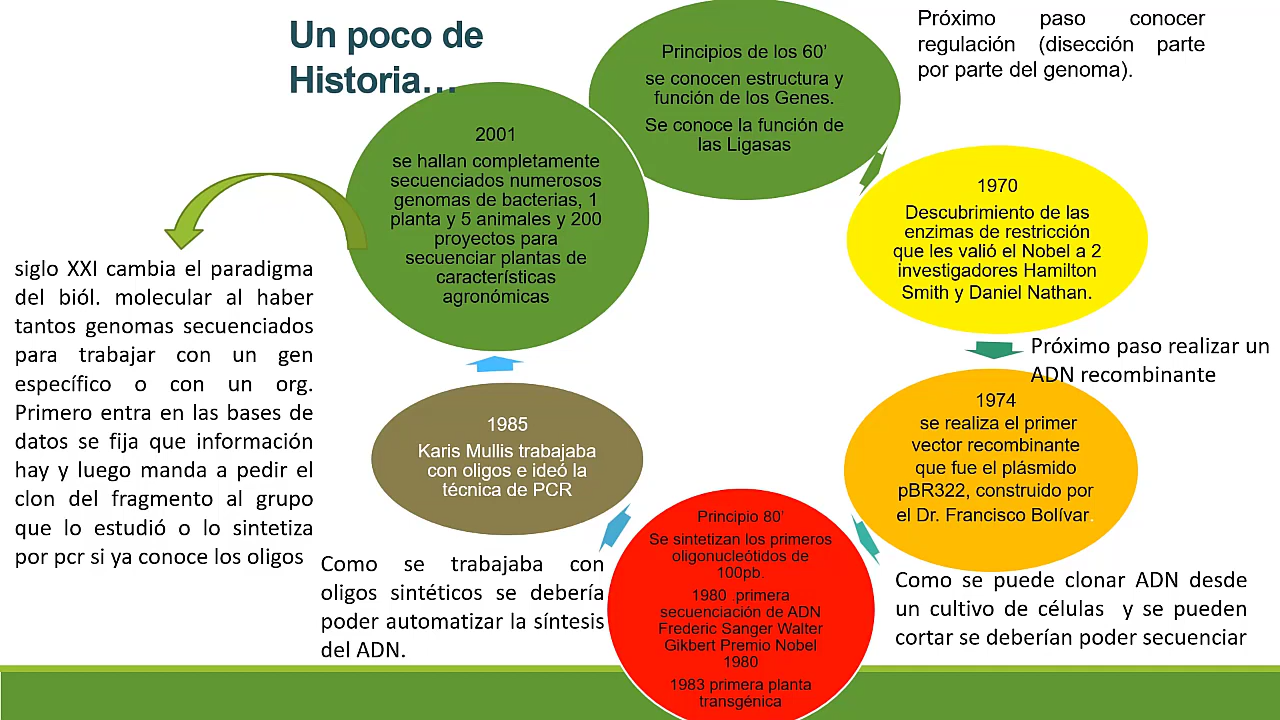 Un poco de
Historia…
Principios de los 60’
se conocen estructura y
función de los Genes.
Se conoce la función de
las Ligasas
Próximo paso conocer
regulación (disección parte
por parte del genoma).
1970
Descubrimiento de las
enzimas de restricción
que les valió el Nobel a 2
investigadores Hamilton
Smith y Daniel Nathan.
Próximo paso realizar un
ADN recombinante
1974
se realiza el primer
vector recombinante
que fue el plásmido
pBR322, construido por
el Dr. Francisco Bolívar.
Como se puede clonar ADN desde
un cultivo de células y se pueden
cortar se deberían poder secuenciar
Principio 80’
Se sintetizan los primeros
oligonucleótidos de
100pb.
1980 .primera
secuenciación de ADN
Frederic Sanger Walter
Gikbert Premio Nobel
1980
1983 primera planta
transgénica
Como se trabajaba con
oligos sintéticos se debería
poder automatizar la síntesis
del ADN.
1985
Karis Mullis trabajaba
con oligos e ideó la
técnica de PCR
2001
se hallan completamente
secuenciados numerosos
genomas de bacterias, 1
planta y 5 animales y 200
proyectos para
secuenciar plantas de
características
agronómicas
siglo XXI cambia el paradigma
del biól. molecular al haber
tantos genomas secuenciados
para trabajar con un gen
específico o con un org.
Primero entra en las bases de
datos se fija que información
hay y luego manda a pedir el
clon del fragmento al grupo
que lo estudió o lo sintetiza
por pcr si ya conoce los oligos